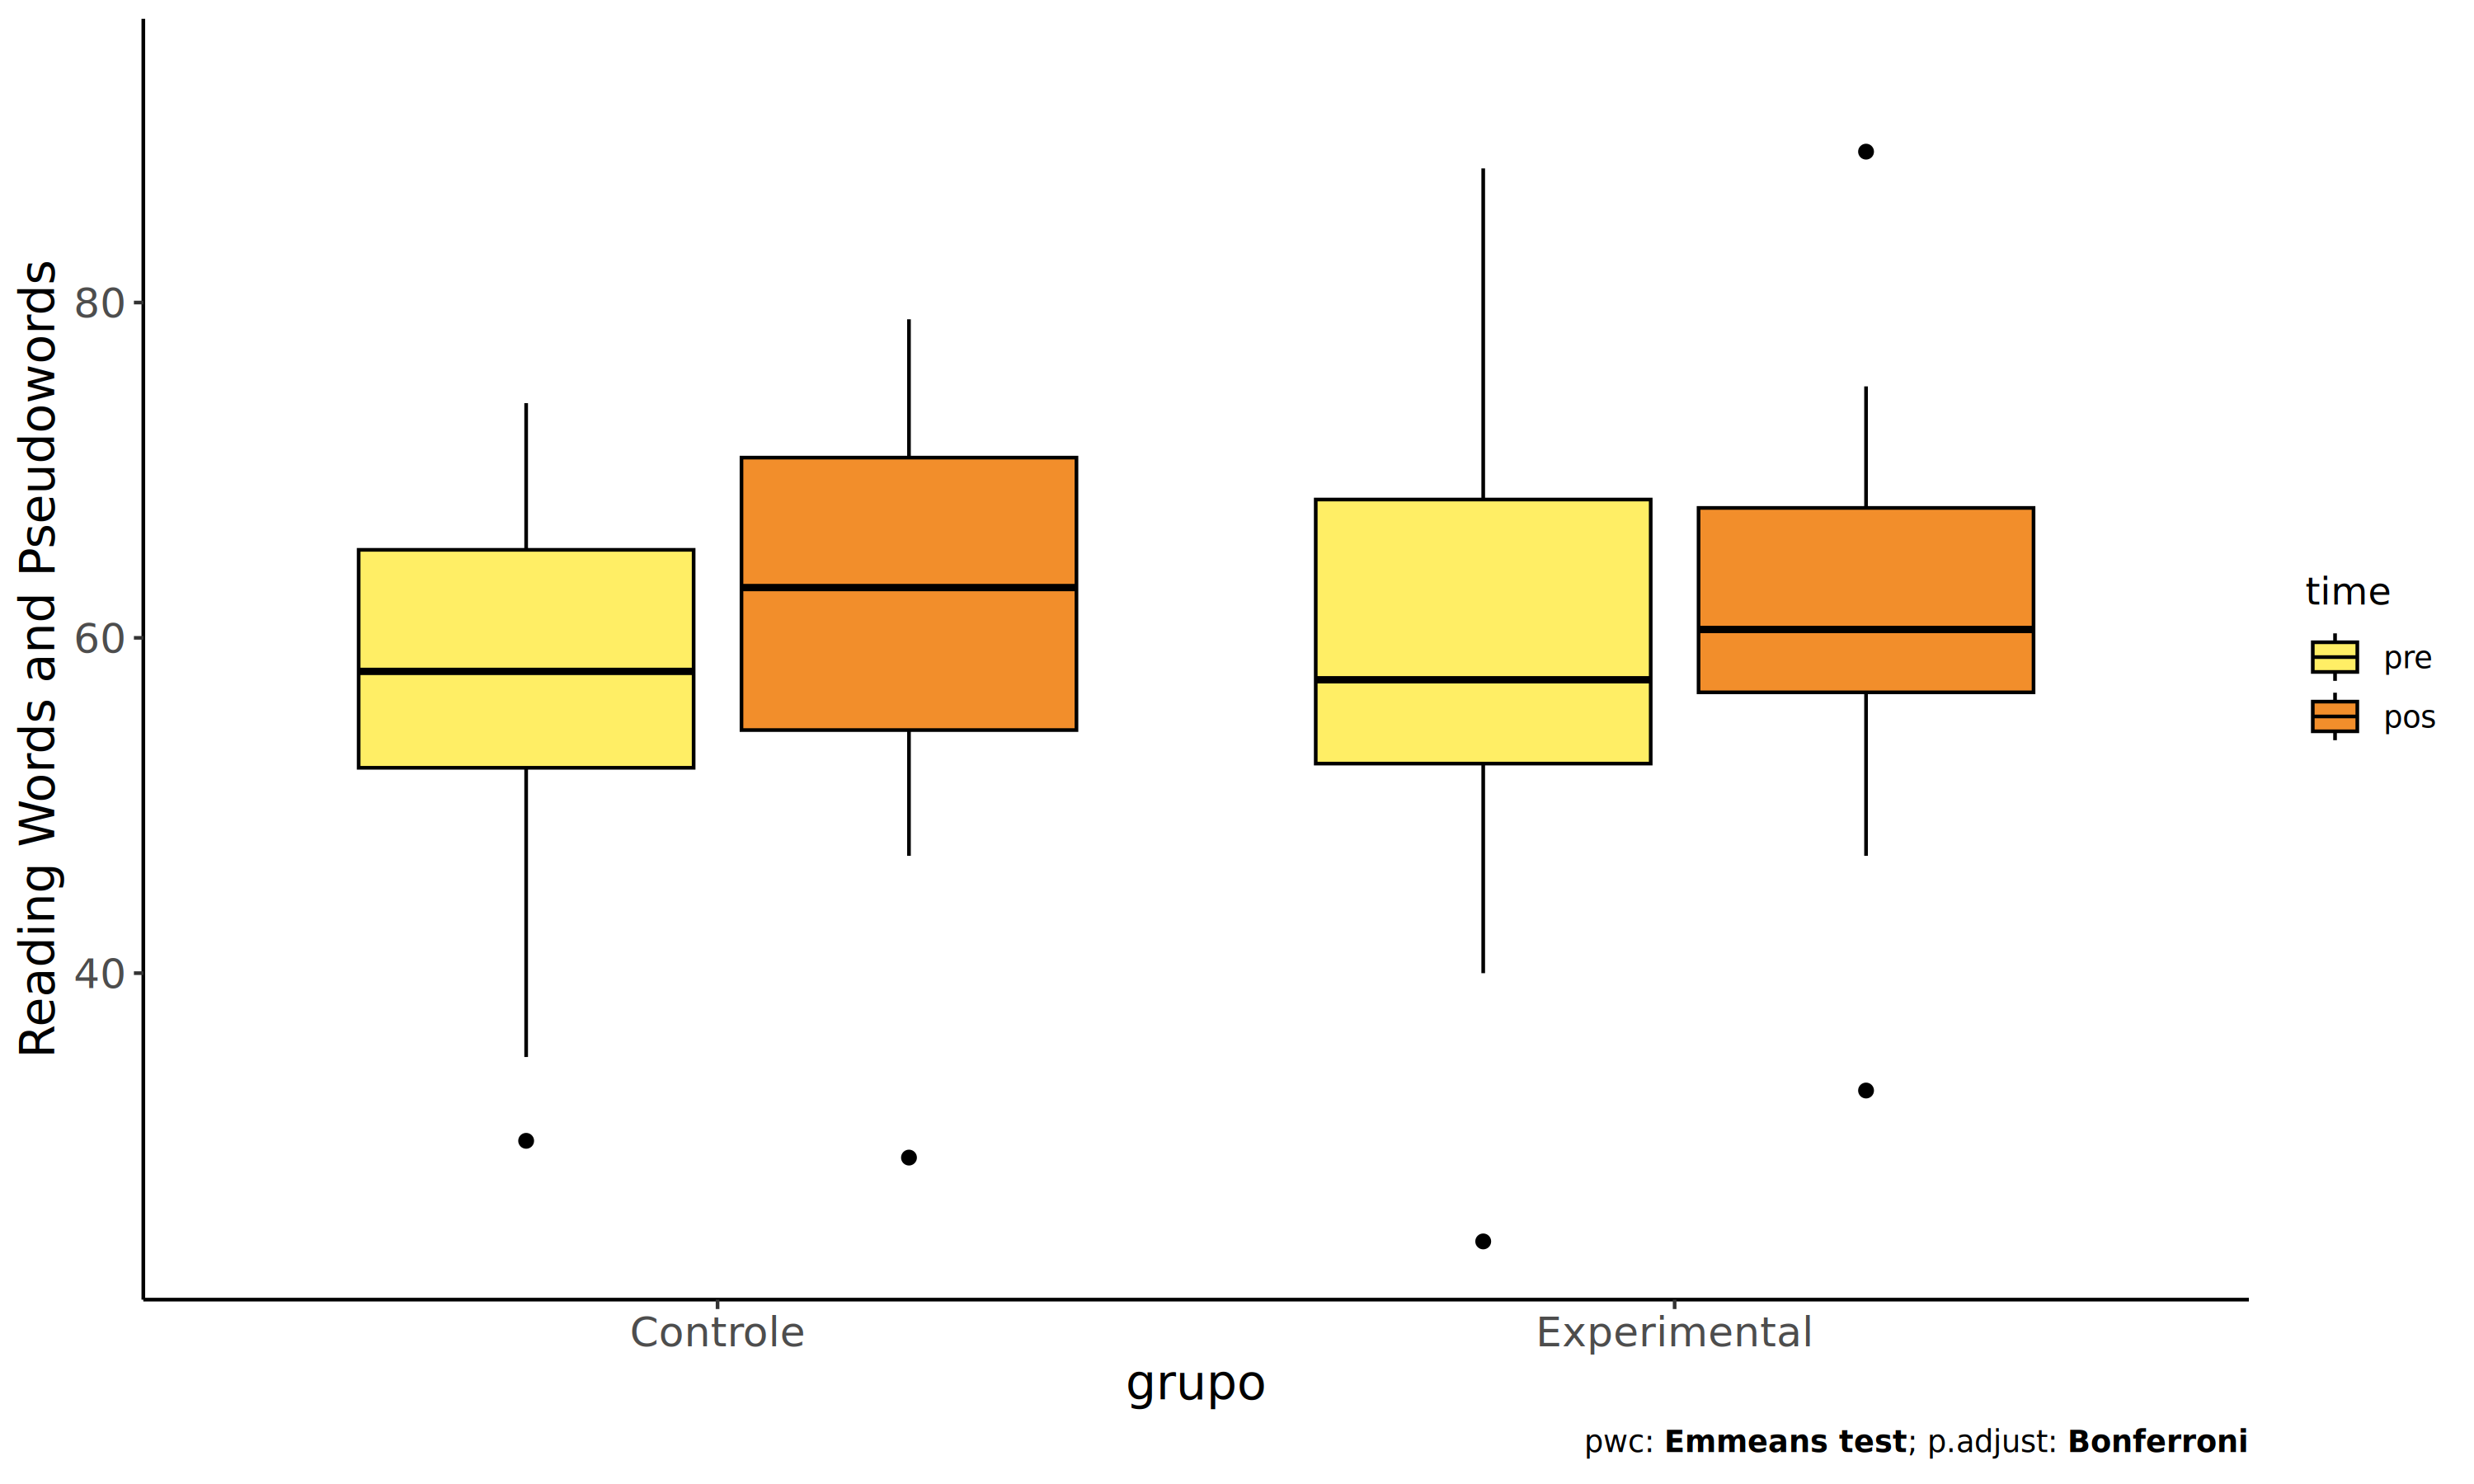 Reading Words and Pseudowords
80
60
40
Controle
Experimental
grupo
time
pre
pos
pwc: Emmeans test; p.adjust: Bonferroni